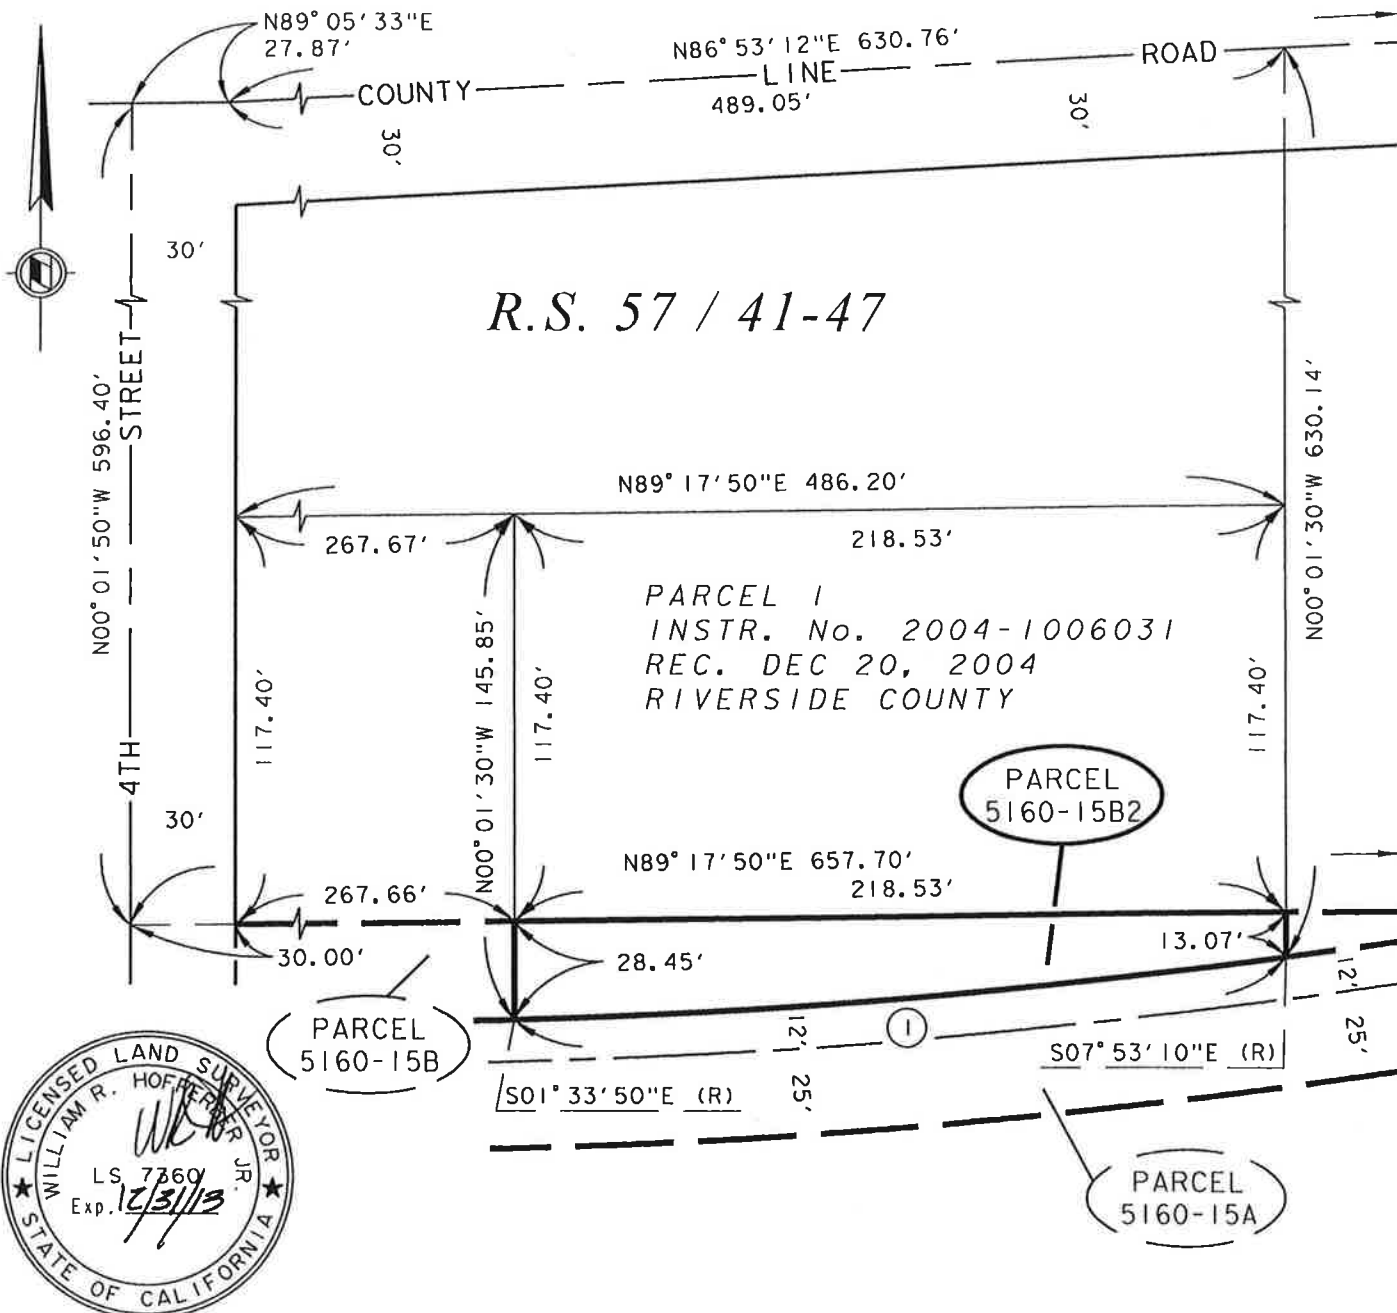 N89°05'33"E
27.87'
N86°53'12"E 630.76'
COUNTY LINE ROAD
489.05'
30'
30'
30'
R.S. 57 / 41-47
N00°01'50"W 596.40'
4TH STREET
N89°17'50"E 486.20'
267.67'
218.53'
N00°01'30"W 630.14'
PARCEL 1
INSTR. No. 2004-1006031
REC. DEC 20, 2004
RIVERSIDE COUNTY
117.40'
N00°01'30"W 145.85'
117.40'
117.40'
PARCEL
5160-15B2
30'
N89°17'50"E 657.70'
267.66'
218.53'
30.00'
28.45'
13.07'
12'
25'
PARCEL
5160-15B
12'
25'
1
S07°53'10"E (R)
S01°33'50"E (R)
PARCEL
5160-15A
LICENSED LAND SURVEYOR
WILLIAM R. HOFFERBER JR.
LS 7360
Exp. 12/31/13
STATE OF CALIFORNIA